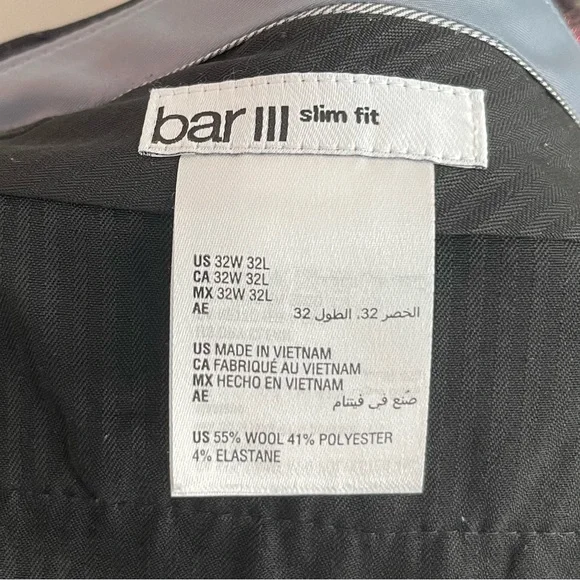 bar III slim fit
US 32W 32L
CA 32W 32L
MX 32W 32L
AE الخصر 32، الطول 32
US MADE IN VIETNAM
CA FABRIQUÉ AU VIETNAM
MX HECHO EN VIETNAM
AE صُنع في فيتنام
US 55% WOOL 41% POLYESTER
4% ELASTANE